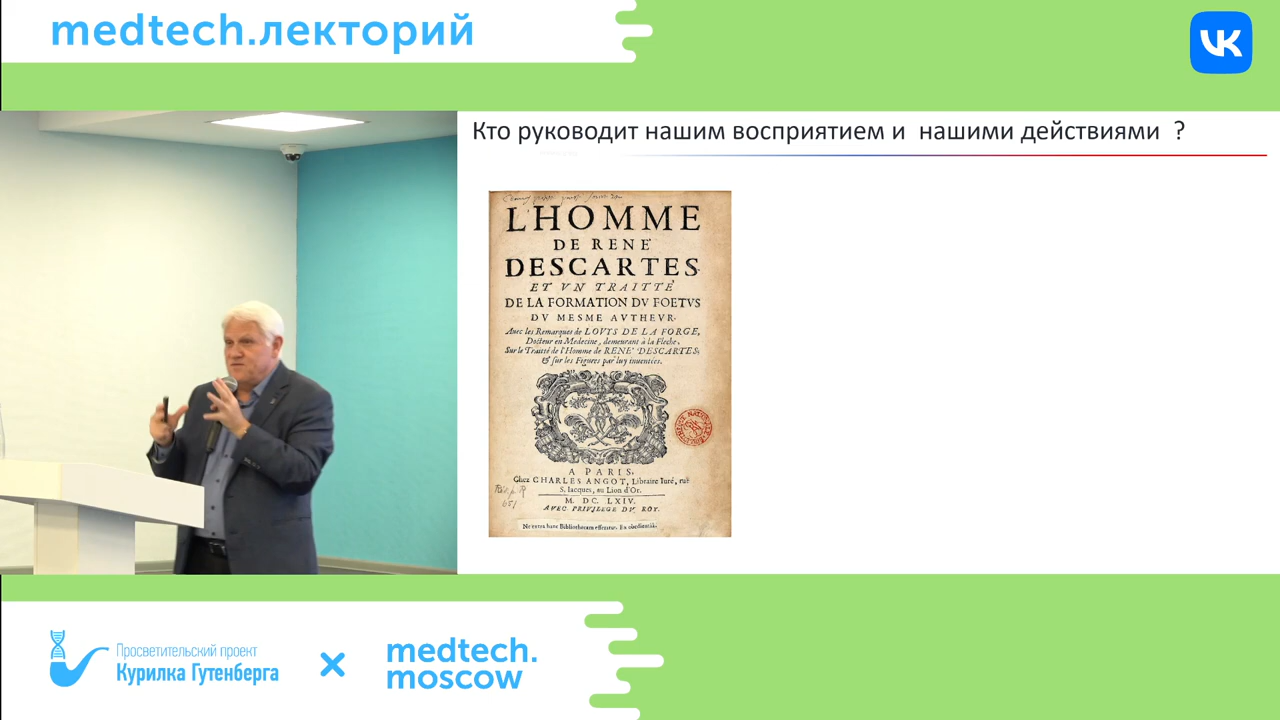 medtech.лекторий
VK
Кто руководит нашим восприятием и нашими действиями ?
L'HOMME
DE RENE
DESCARTES
ET VN TRAITTÉ
DE LA FORMATION DV FOETVS
DV MESME AVTHEVR.
Avec les Remarques de LOVYS DE LA FORGE,
Docteur en Medecine, demeurant à la Fleche,
Sur le Traitté de l'Homme de RENE' DESCARTES;
& sur les Figures par luy inventées.
A PARIS,
Chez CHARLES ANGOT, Libraire Iuré, ruë
S. Iacques, au Lion d'Or.
M. DC. LXIV.
AVEC PRIVILEGE DV ROY.
Просветительский проект
Курилка Гутенберга
×
medtech.
moscow